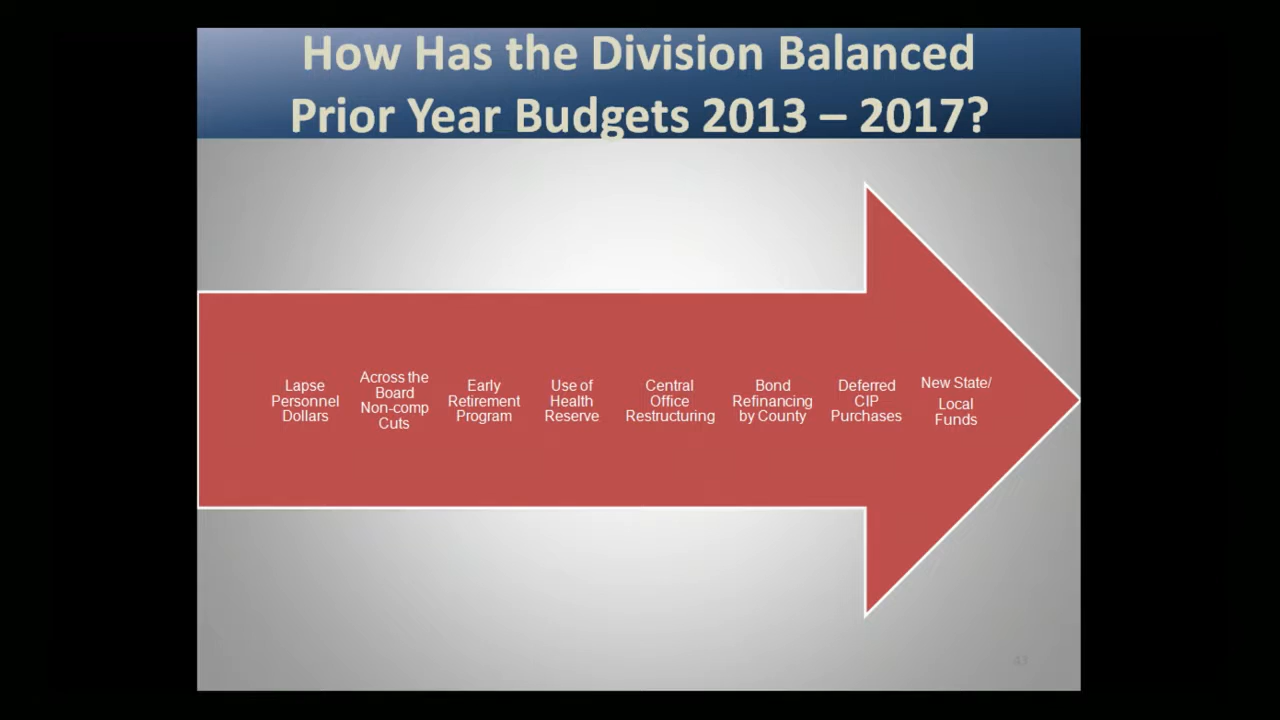 How Has the Division Balanced
Prior Year Budgets 2013 – 2017?
Lapse
Personnel
Dollars
Across the
Board
Non-comp
Cuts
Early
Retirement
Program
Use of
Health
Reserve
Central
Office
Restructuring
Bond
Refinancing
by County
Deferred
CIP
Purchases
New State/
Local
Funds
43